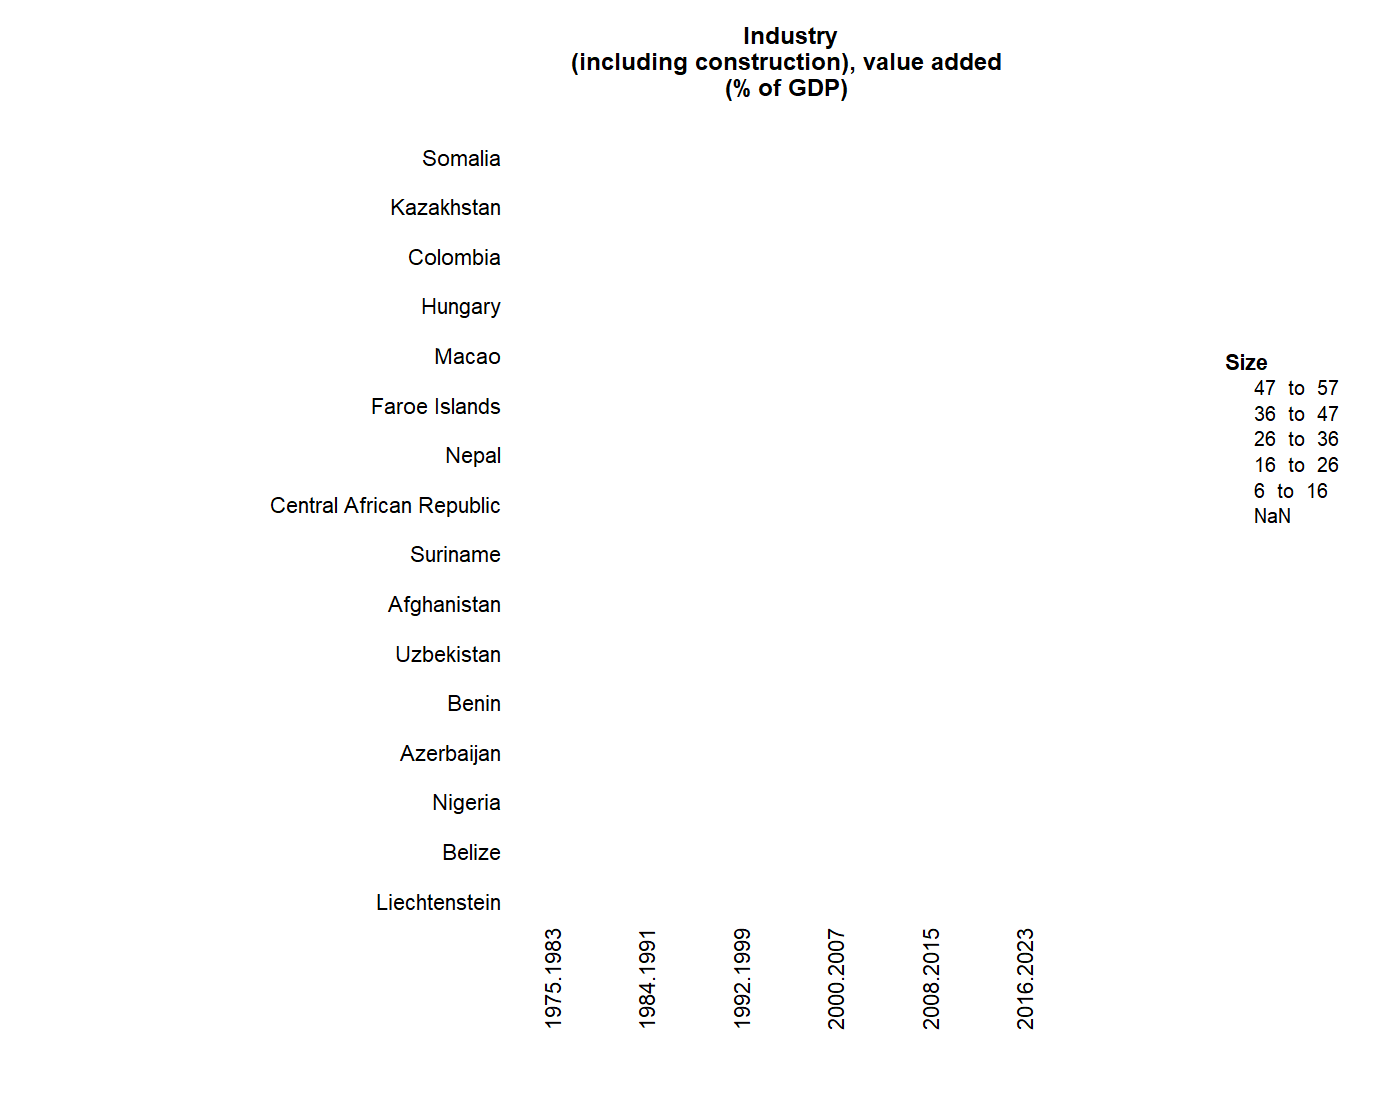 Industry
(including construction), value added
(% of GDP)
Somalia
Kazakhstan
Colombia
Hungary
Macao
Faroe Islands
Nepal
Central African Republic
Suriname
Afghanistan
Uzbekistan
Benin
Azerbaijan
Nigeria
Belize
Liechtenstein
1975.1983
1984.1991
1992.1999
2000.2007
2008.2015
2016.2023
Size
47 to 57
36 to 47
26 to 36
16 to 26
6 to 16
NaN